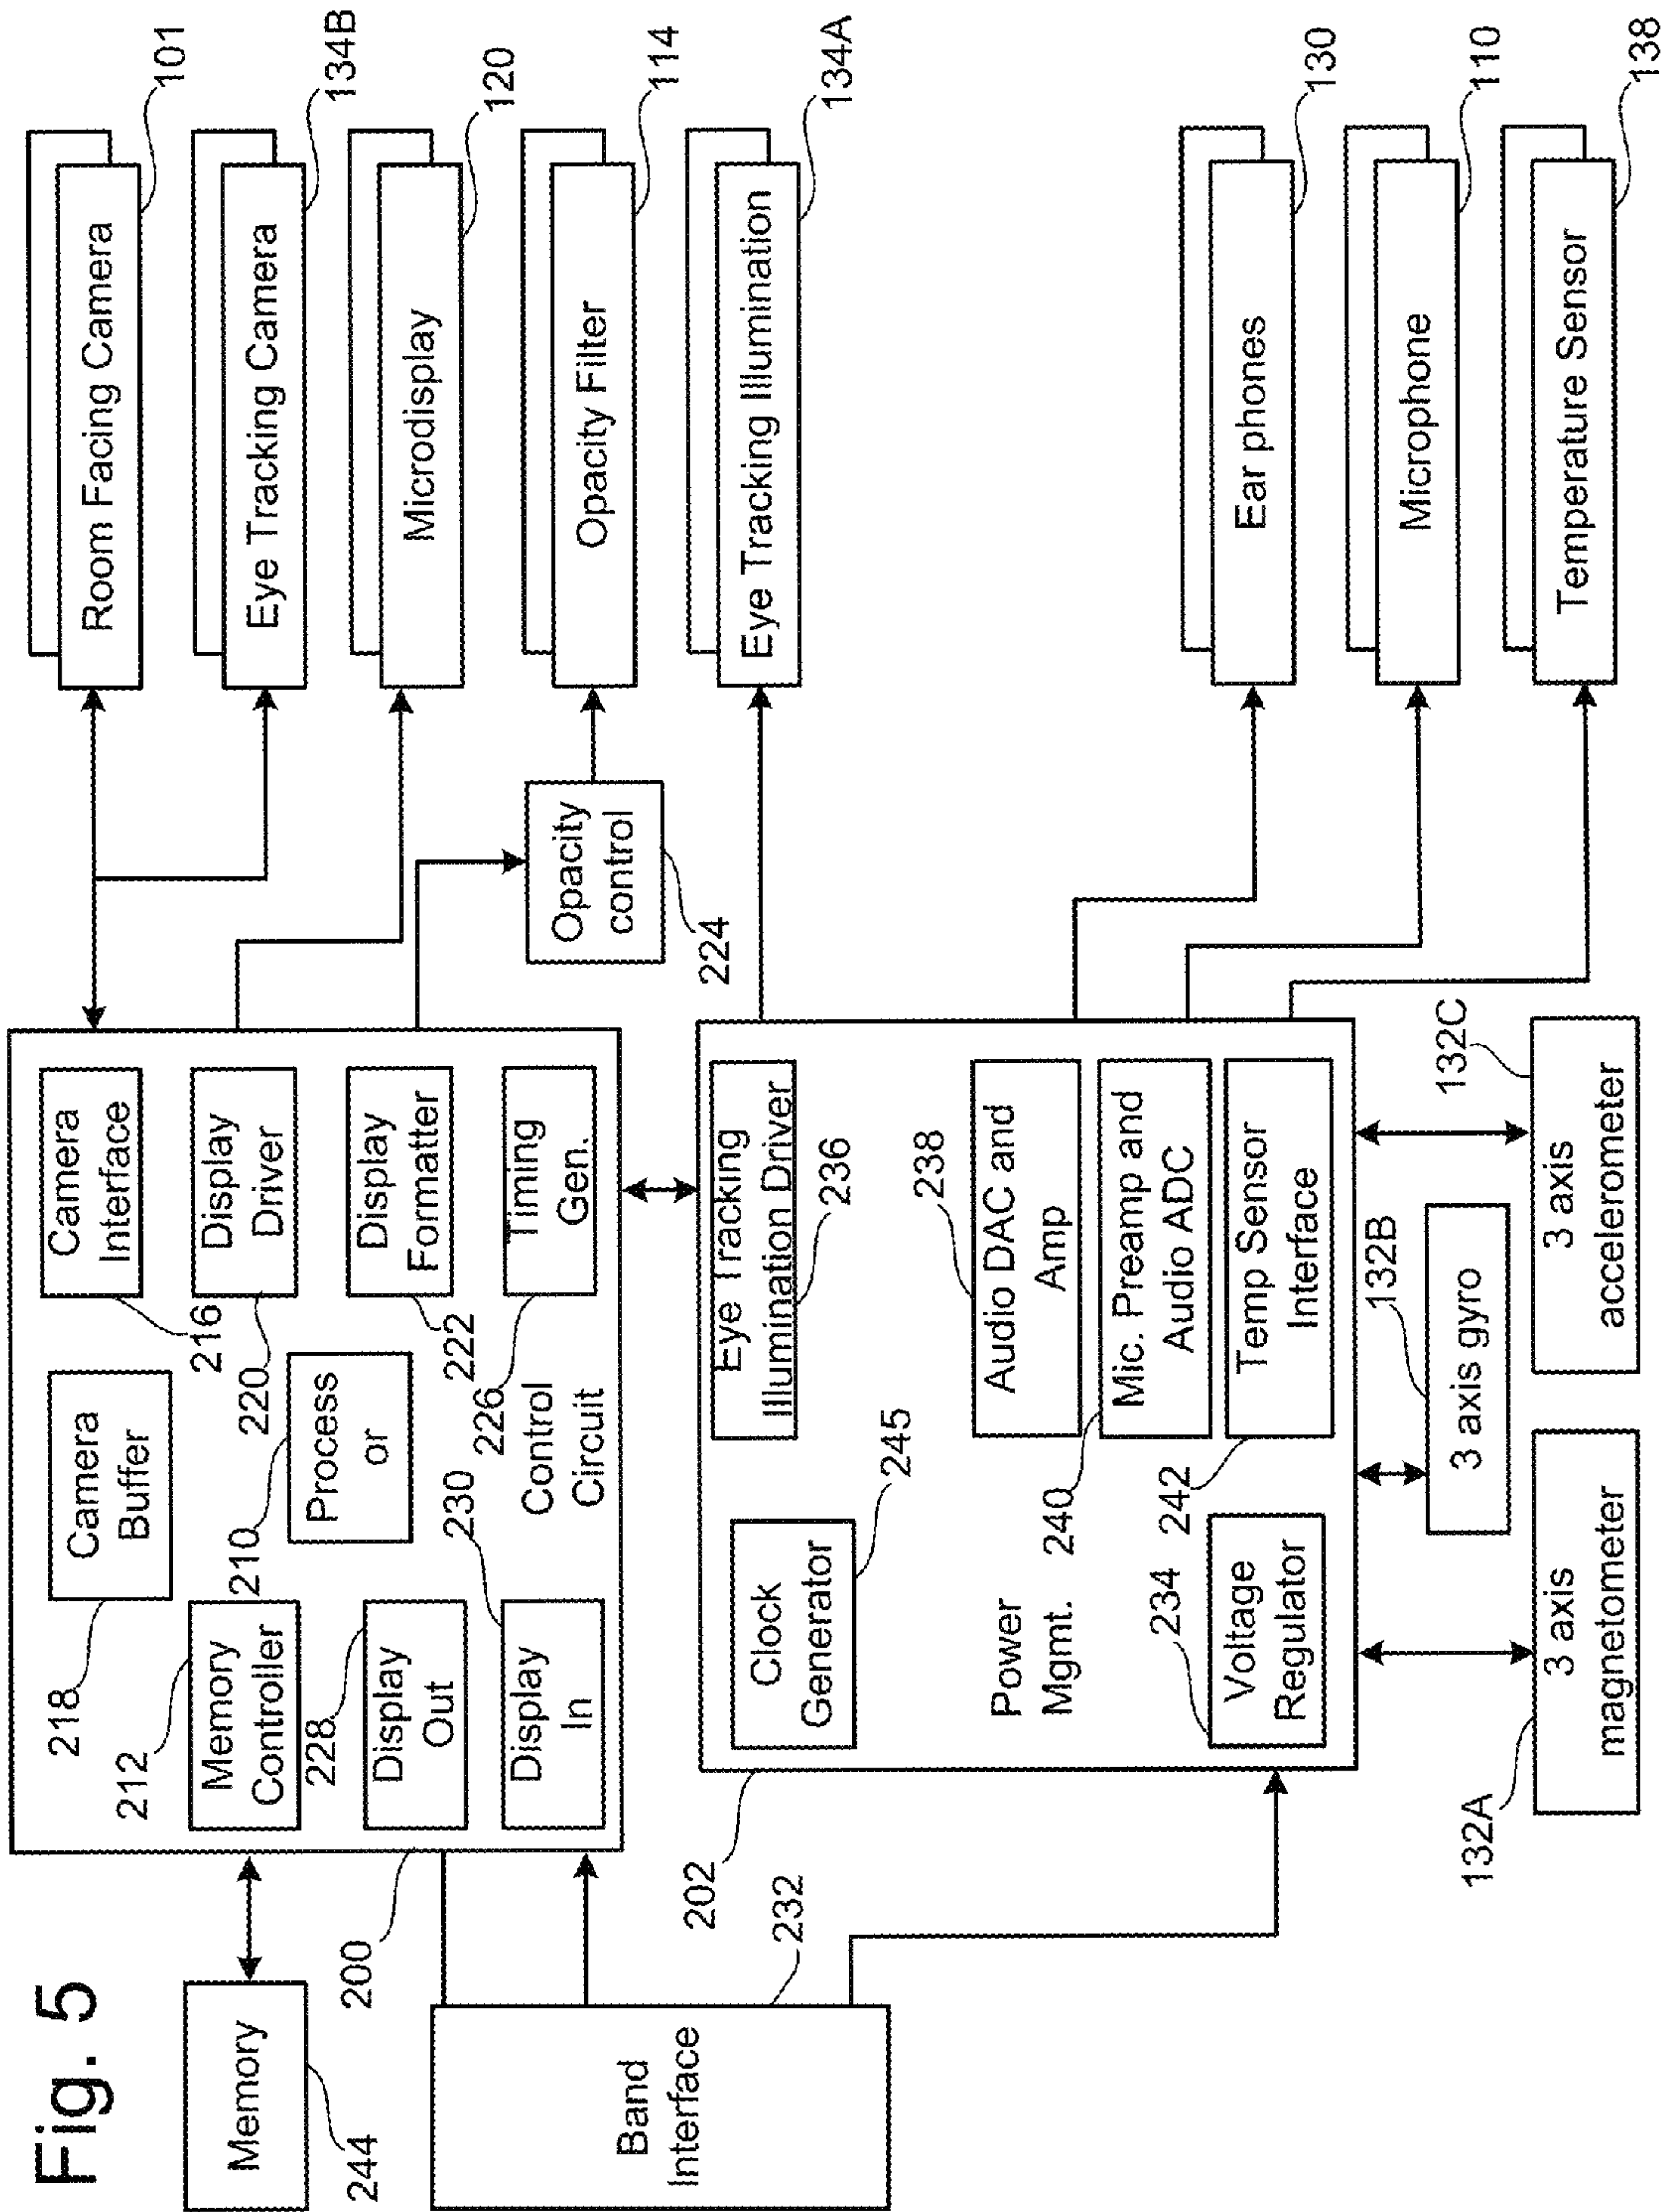 Fig. 5
Memory
244
Band
Interface
232
200
Camera
Buffer
218
Camera
Interface
216
212
Memory
Controller
210
Process
or
220
Display
Driver
228
Display
Out
222
Display
Formatter
230
Display
In
Control
Circuit
226
Timing
Gen.
Room Facing Camera
101
Eye Tracking Camera
134B
Microdisplay
120
Opacity
control
224
Opacity Filter
114
Eye Tracking Illumination
134A
202
Clock
Generator
245
Eye Tracking
Illumination Driver
236
Power
Mgmt.
238
Audio DAC and
Amp
240
Mic. Preamp and
Audio ADC
234
Voltage
Regulator
242
Temp Sensor
Interface
Ear phones
130
Microphone
110
Temperature Sensor
138
132A
3 axis
magnetometer
132B
3 axis gyro
132C
3 axis
accelerometer